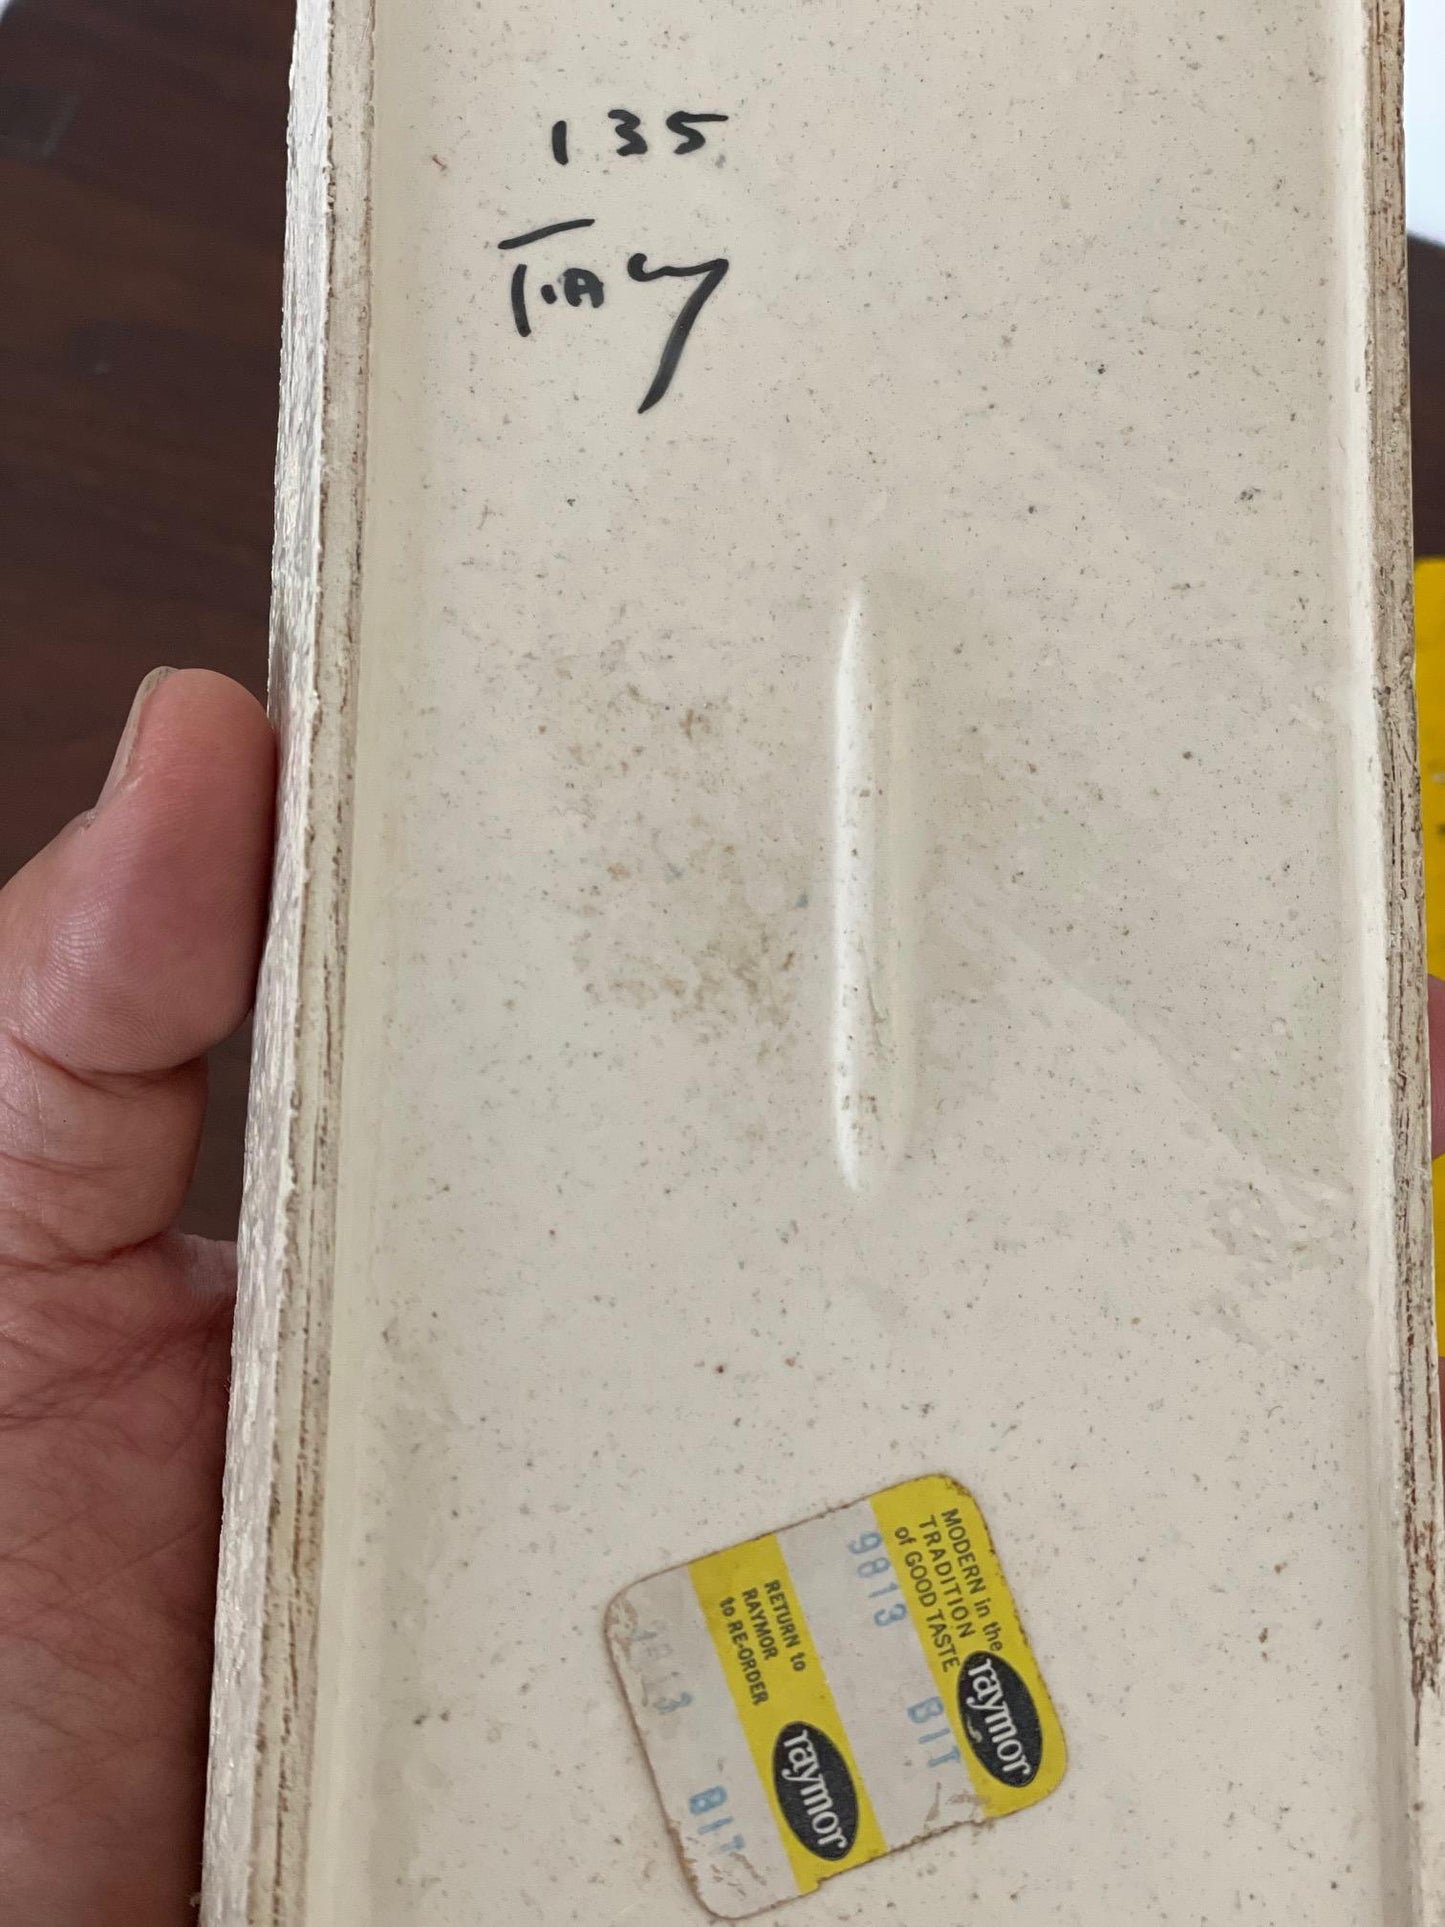 135
ITALY
MODERN in the
TRADITION
of GOOD TASTE
raymor
9813 BIT
RETURN to
RAYMOR
to RE-ORDER
raymor
BIT